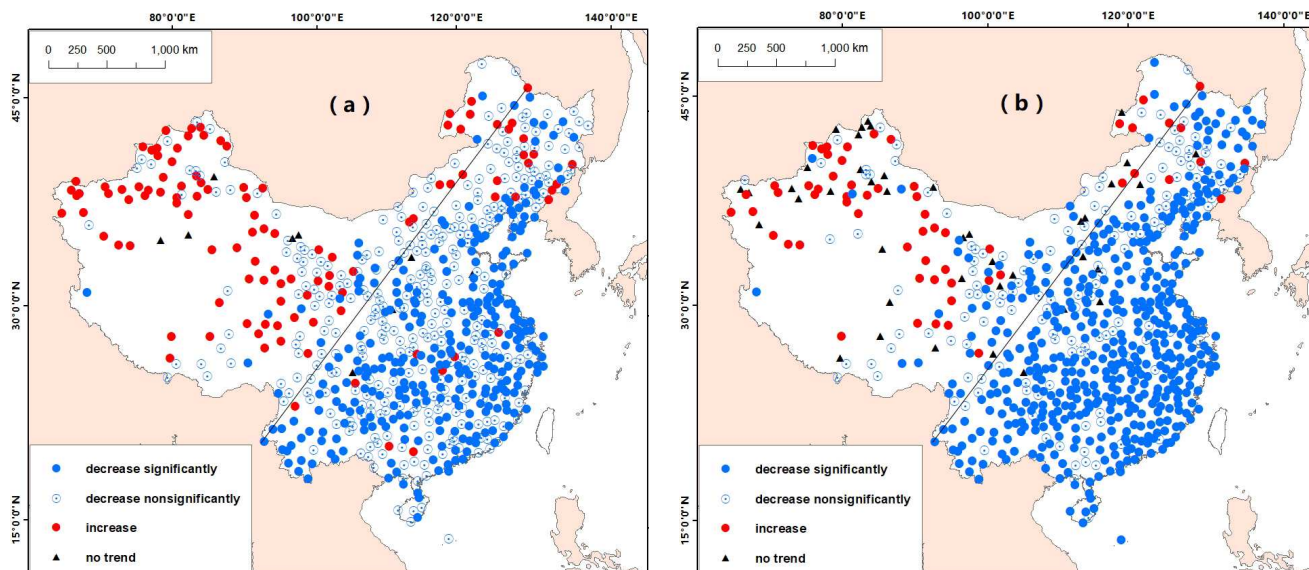 80°0'0"E 100°0'0"E 120°0'0"E 140°0'0"E
0 250 500 1,000 km
(a)
45°0'0"N
30°0'0"N
15°0'0"N
decrease significantly
decrease nonsignificantly
increase
no trend
80°0'0"E 100°0'0"E 120°0'0"E 140°0'0"E
0 250 500 1,000 km
(b)
45°0'0"N
30°0'0"N
15°0'0"N
decrease significantly
decrease nonsignificantly
increase
no trend